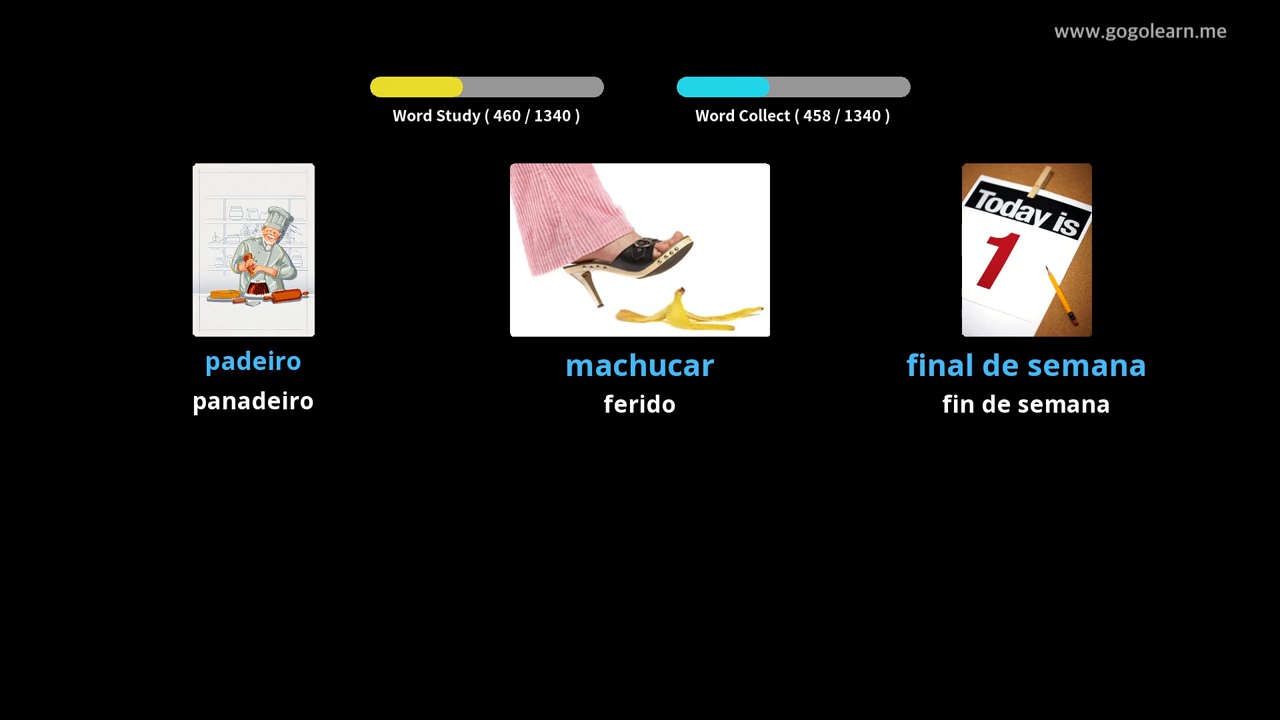 www.gogolearn.me
Word Study ( 460 / 1340 )
Word Collect ( 458 / 1340 )
Today is
1
padeiro
panadeiro
machucar
ferido
final de semana
fin de semana